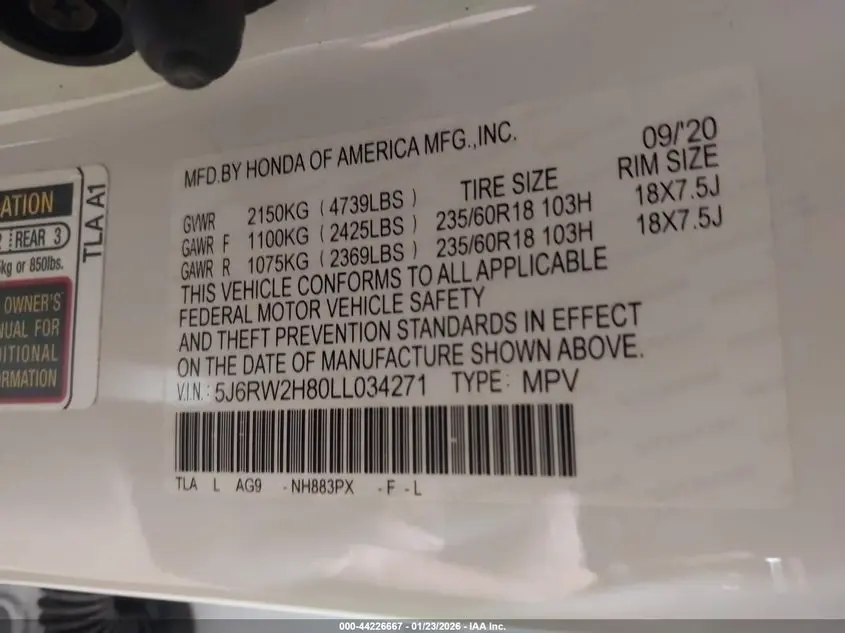 MFD.BY HONDA OF AMERICA MFG.,INC. 09/'20
TIRE SIZE RIM SIZE
GVWR 2150KG ( 4739LBS )
GAWR F 1100KG ( 2425LBS ) 235/60R18 103H 18X7.5J
GAWR R 1075KG ( 2369LBS ) 235/60R18 103H 18X7.5J
THIS VEHICLE CONFORMS TO ALL APPLICABLE
FEDERAL MOTOR VEHICLE SAFETY
AND THEFT PREVENTION STANDARDS IN EFFECT
ON THE DATE OF MANUFACTURE SHOWN ABOVE.
V.I.N.: 5J6RW2H80LL034271 TYPE: MPV
TLA L AG9 -NH883PX -F -L
ATION
REAR 3
kg or 850lbs.
OWNER'S
UAL FOR
ITIONAL
RMATION
TLA A1
000-44226667 - 01/23/2026 - IAA Inc.